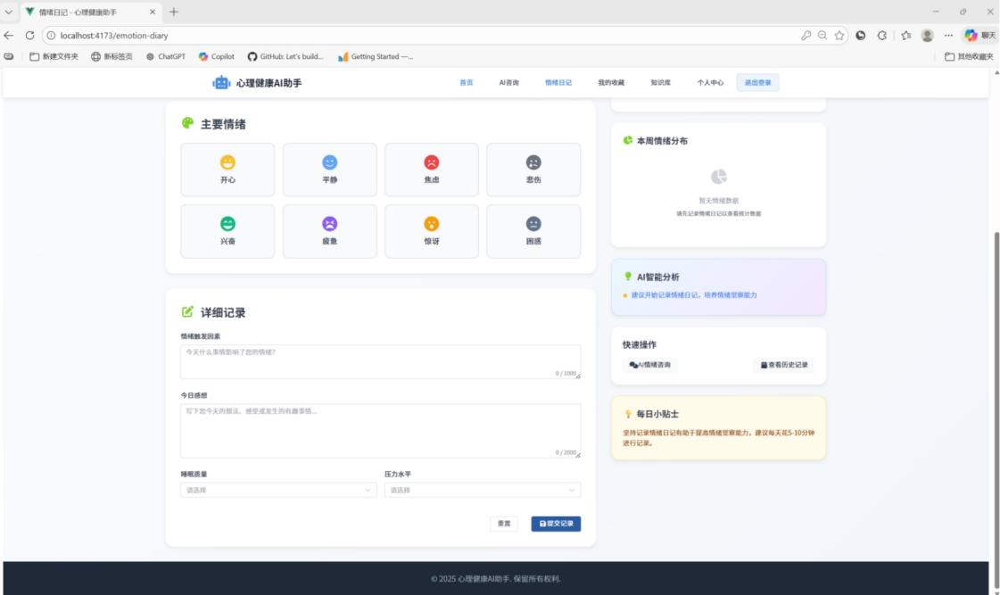 情绪日记 - 心理健康AI助手
localhost:4173/emotion-diary
聊天
新建文件夹
新标签页
ChatGPT
Copilot
GitHub: Let's build...
Getting Started —...
其他收藏夹
心理健康AI助手
首页
AI咨询
情绪日记
我的收藏
知识库
个人中心
退出登录
主要情绪
开心
平静
焦虑
悲伤
兴奋
疲惫
惊讶
困惑
详细记录
情绪触发因素
今天什么事情影响了您的情绪?
0 / 1000
今日感想
写下您今天的想法、感受或发生的有趣事情...
0 / 2000
睡眠质量
压力水平
请选择
请选择
重置
提交记录
本周情绪分布
暂无情绪数据
请先记录情绪日记以查看统计数据
AI智能分析
建议开始记录情绪日记，培养情绪觉察能力
快速操作
AI情绪咨询
查看历史记录
每日小贴士
坚持记录情绪日记有助于提高情绪觉察能力，建议每天花5-10分钟
进行记录。
© 2025 心理健康AI助手. 保留所有权利.